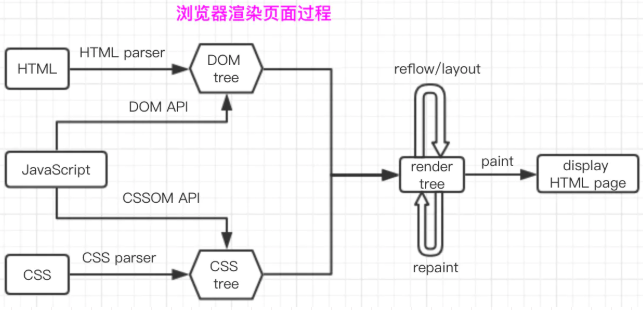 浏览器渲染页面过程
HTML
HTML parser
DOM
tree
DOM API
JavaScript
CSSOM API
CSS
CSS parser
CSS
tree
reflow/layout
render
tree
repaint
paint
display
HTML page